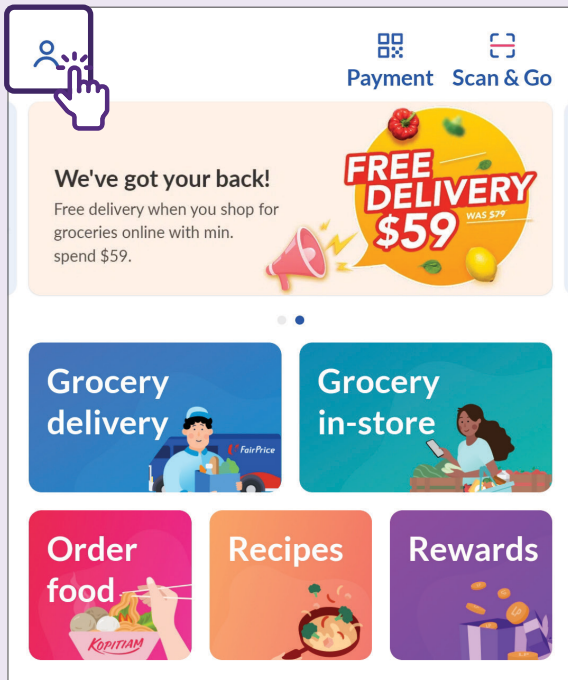 Payment Scan & Go
We've got your back!
Free delivery when you shop for
groceries online with min.
spend $59.
FREE
DELIVERY
$59 WAS $79
Grocery
delivery
FairPrice
Grocery
in-store
Order
food
KOPITIAM
Recipes
Rewards